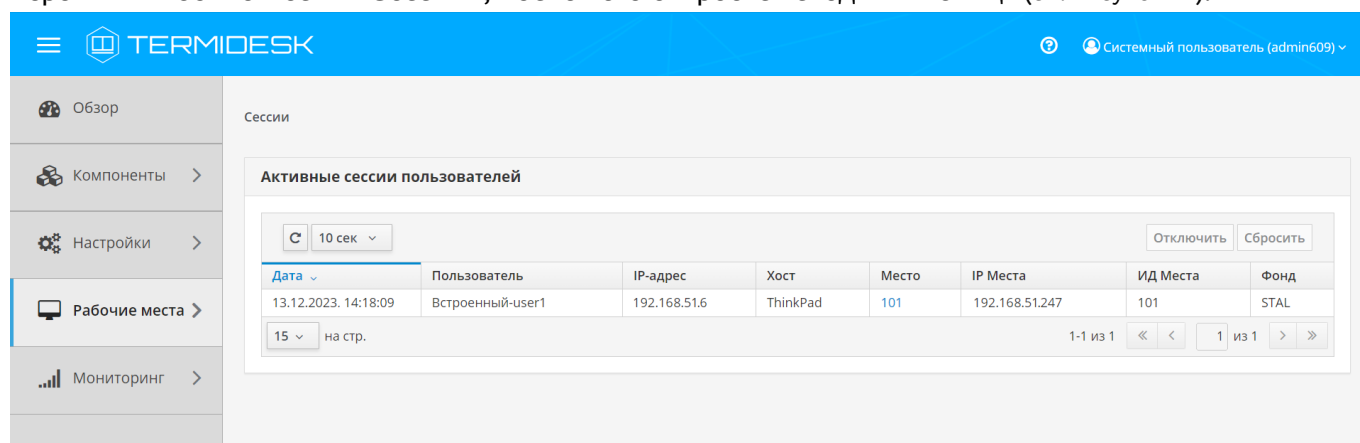 TERMIDESK
Системный пользователь (admin609)
Обзор
Компоненты
Настройки
Рабочие места
Мониторинг
Сессии
Активные сессии пользователей
10 сек
Отключить Сбросить
Дата Пользователь IP-адрес Хост Место IP Места ИД Места Фонд
13.12.2023. 14:18:09 Встроенный-user1 192.168.51.6 ThinkPad 101 192.168.51.247 101 STAL
15 на стр. 1-1 из 1 « < 1 из 1 > »